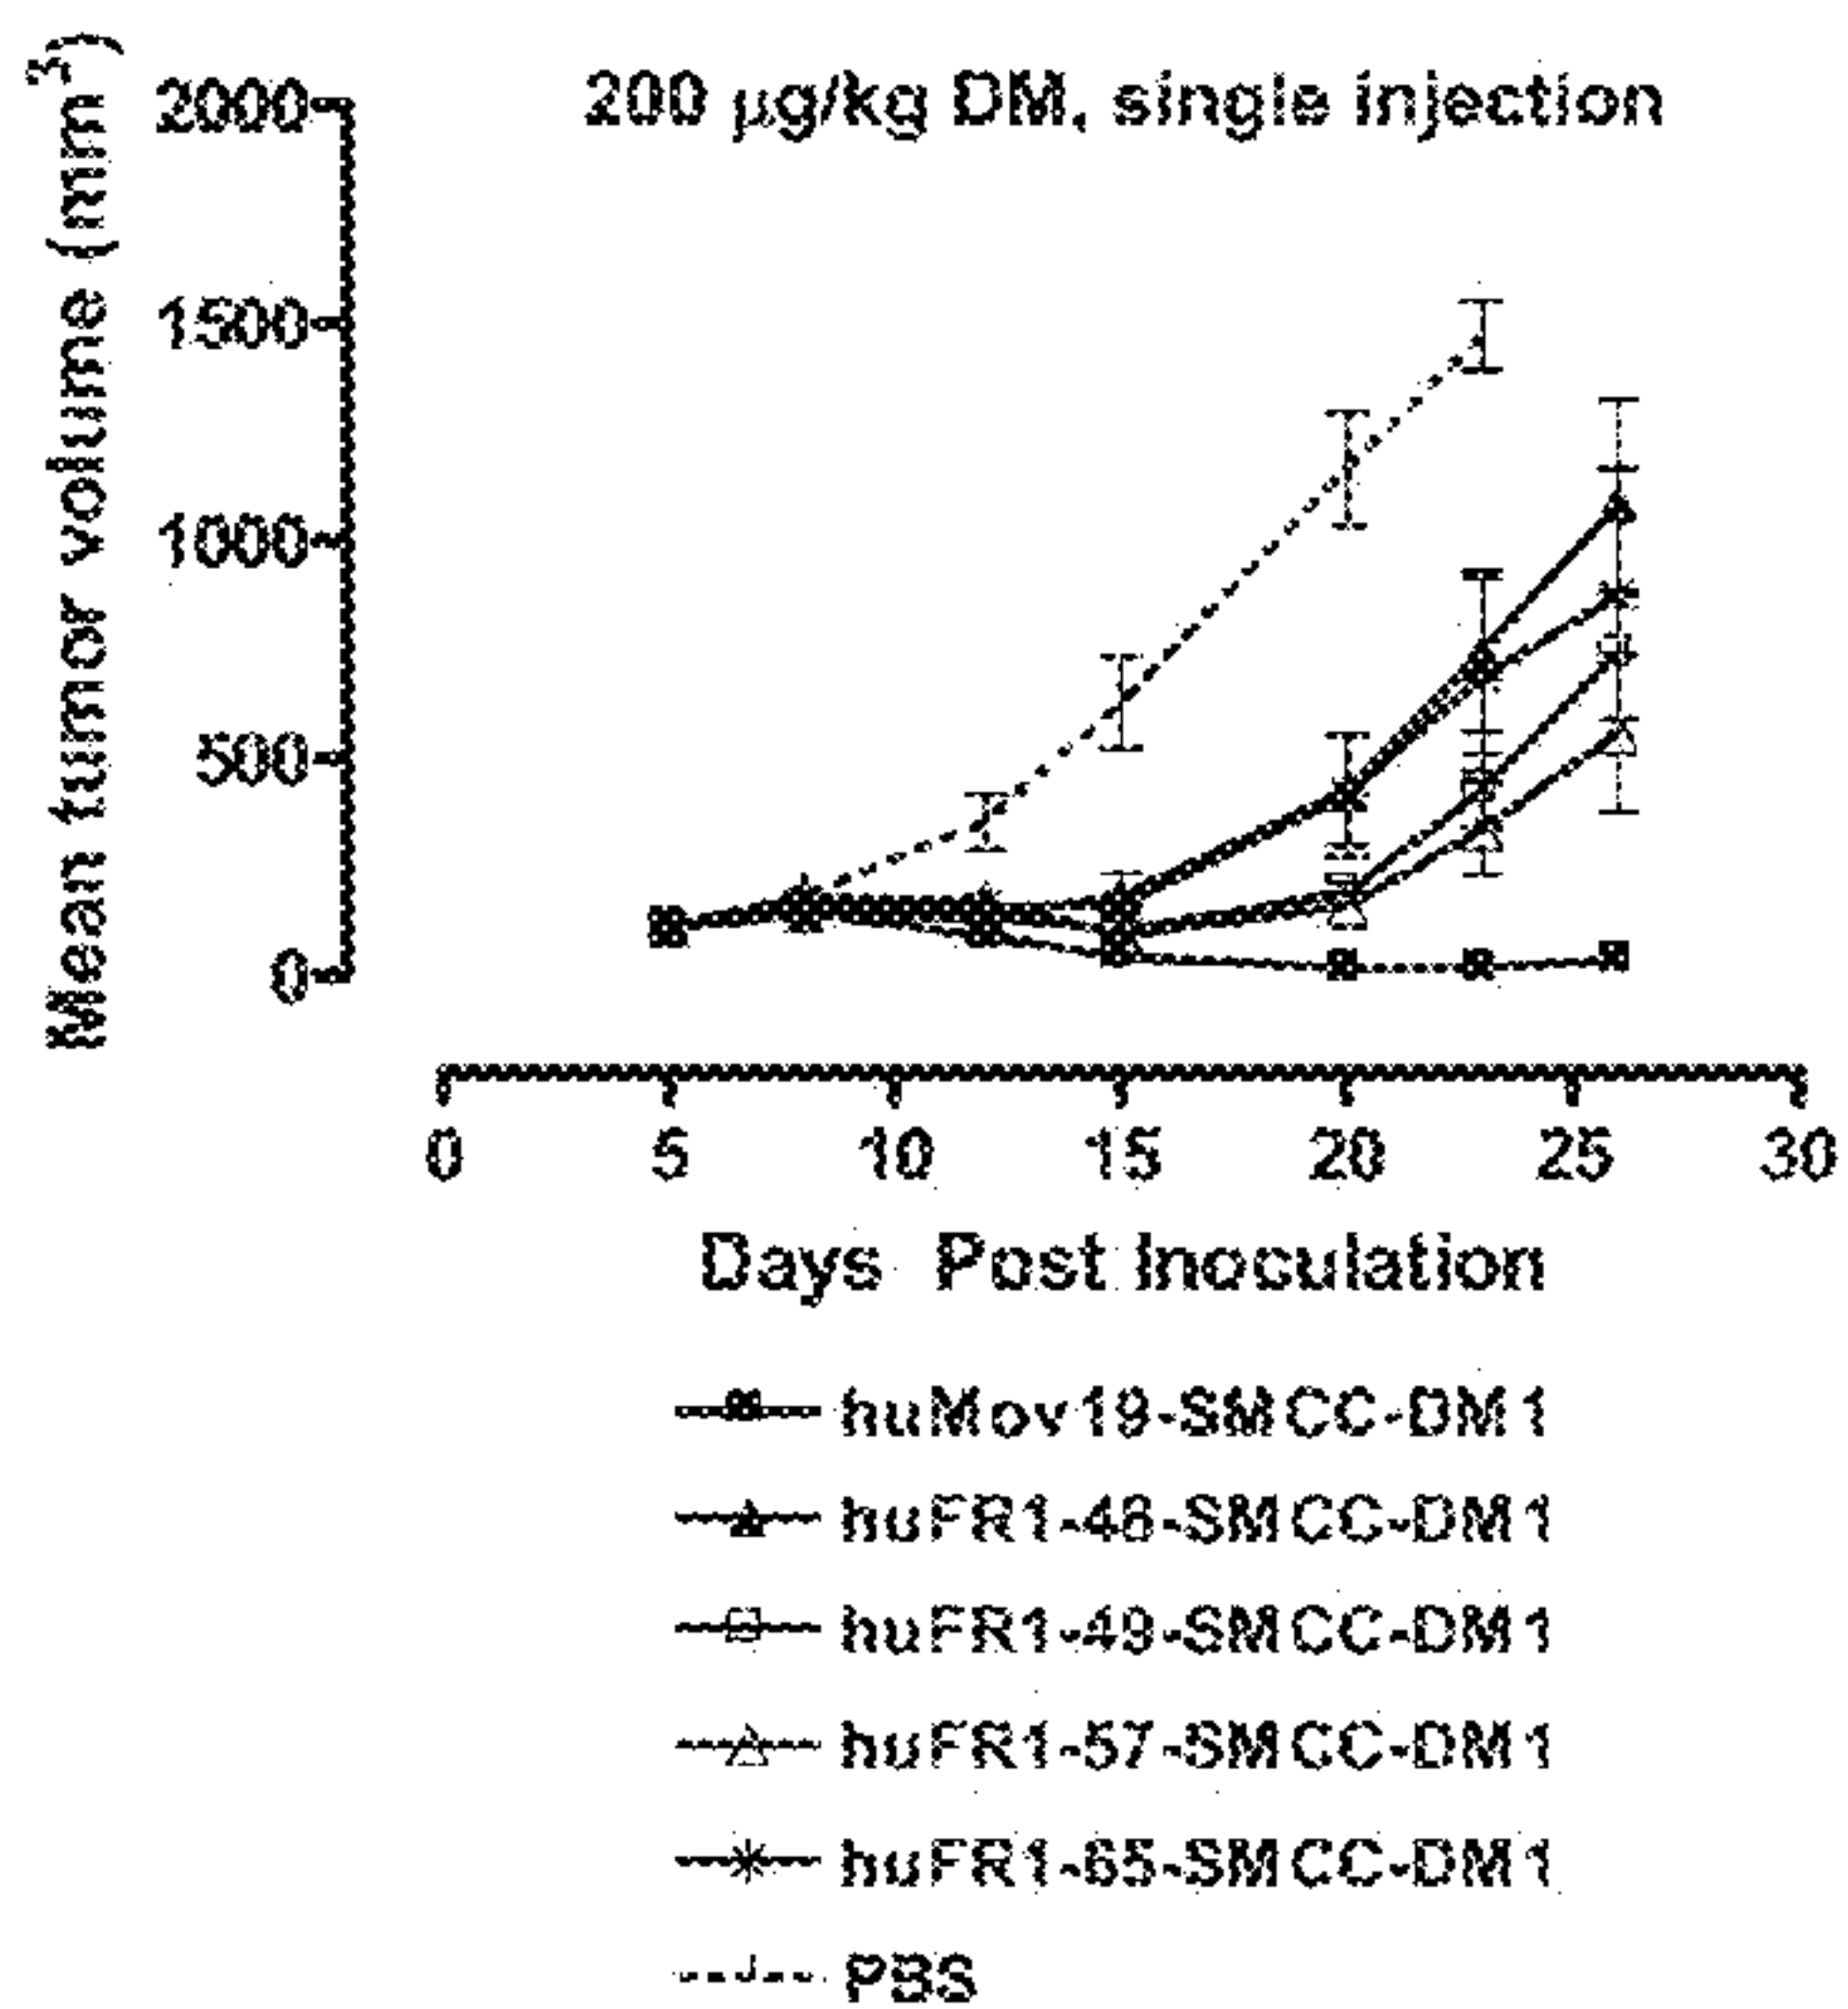 200 µg/kg DM, single injection
Mean tumor volume (mm³)
2000
1500
1000
500
0
0 5 10 15 20 25 30
Days Post Inoculation
huMov19-SMCC-DM1
huFR1-48-SMCC-DM1
huFR1-49-SMCC-DM1
huFR1-57-SMCC-DM1
huFR1-65-SMCC-DM1
PBS